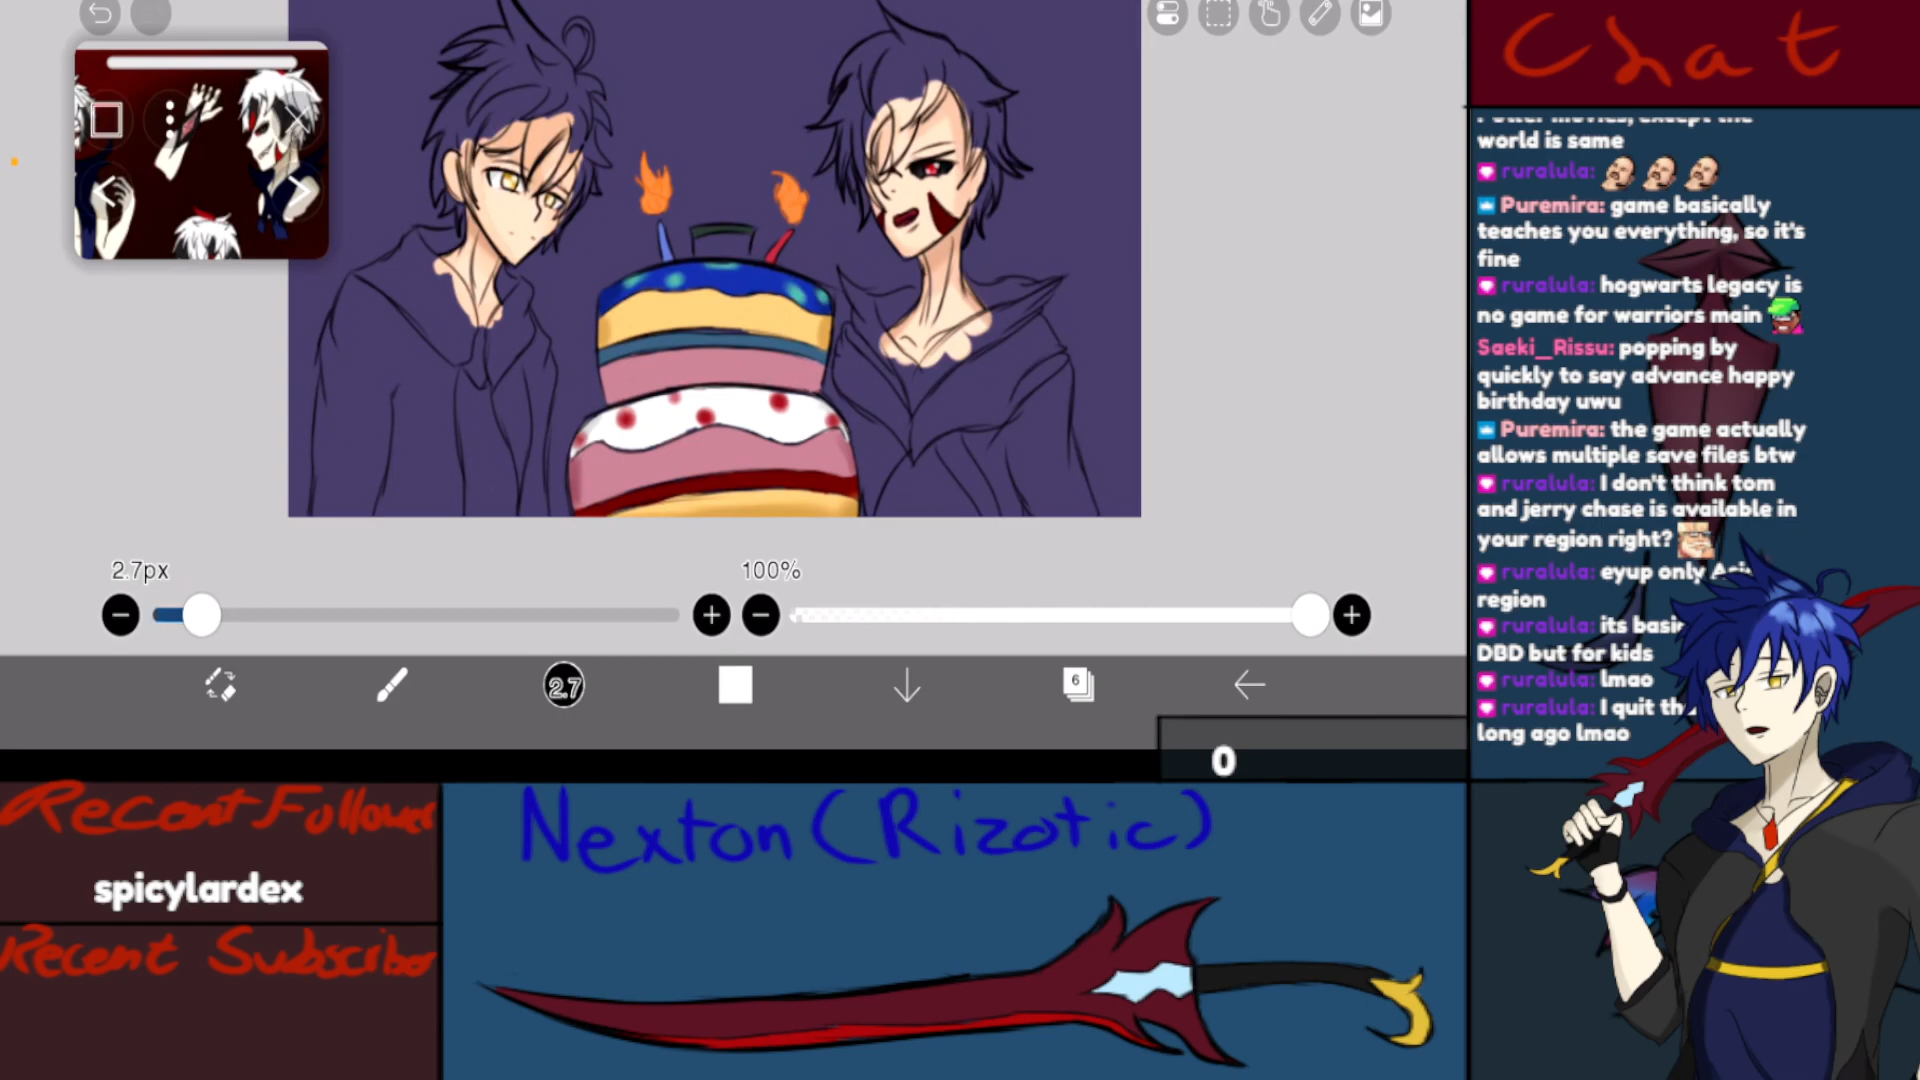 Chat
Potter movies, except the
world is same
ruralula:
Puremira: game basically
teaches you everything, so it's
fine
ruralula: hogwarts legacy is
no game for warriors main
Saeki_Rissu: popping by
quickly to say advance happy
birthday uwu
Puremira: the game actually
allows multiple save files btw
ruralula: I don't think tom
and jerry chase is available in
your region right?
ruralula: eyup only
region
ruralula: its
DBD but for kids
ruralula: lmao
ruralula: I quit
long ago lmao
2.7px
100%
2.7
6
0
Recent Follower
spicylardex
Recent Subscriber
Nexton (Rizotic)